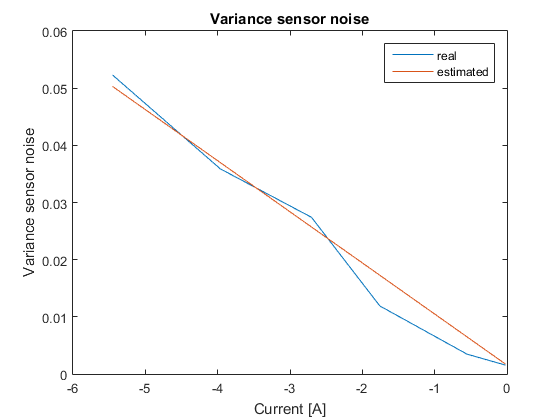 Variance sensor noise
real
estimated
Variance sensor noise
0.06
0.05
0.04
0.03
0.02
0.01
0
-6 -5 -4 -3 -2 -1 0
Current [A]